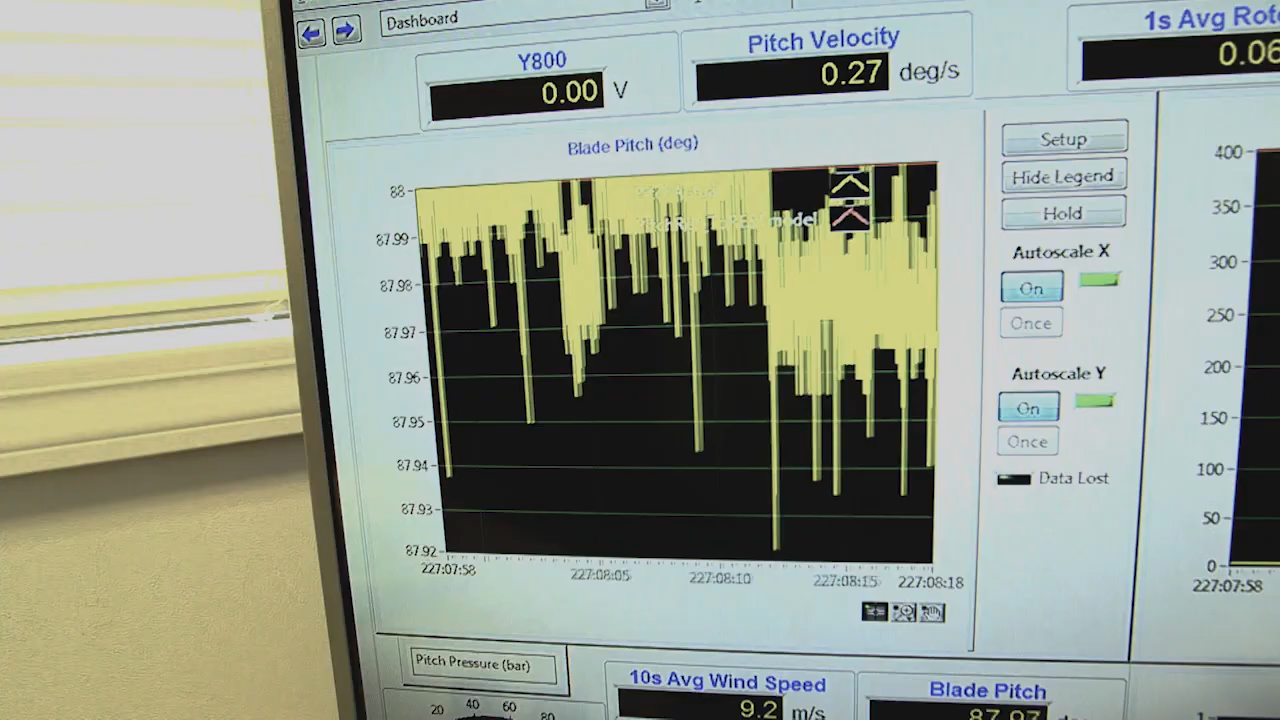 Dashboard
Y800
0.00 V
Pitch Velocity
0.27 deg/s
1s Avg Rot
0.06
Blade Pitch (deg)
88
87.99
87.98
87.97
87.96
87.95
87.94
87.93
87.92
model
227:07:58
227:08:05
227:08:10
227:08:15
227:08:18
Setup
Hide Legend
Hold
Autoscale X
On
Once
Autoscale Y
On
Once
Data Lost
400
350
300
250
200
150
100
50
0
227:07:58
Pitch Pressure (bar)
20
40
60
80
10s Avg Wind Speed
9.2 m/s
Blade Pitch
87.97